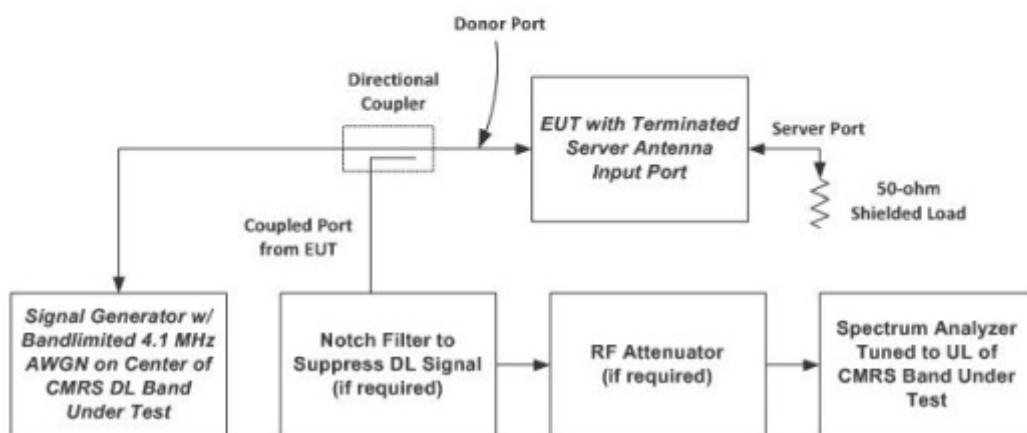 Donor Port
Directional
Coupler
EUT with Terminated
Server Antenna
Input Port
Server Port
50-ohm
Shielded Load
Coupled Port
from EUT
Signal Generator w/
Bandlimited 4.1 MHz
AWGN on Center of
CMRS DL Band
Under Test
Notch Filter to
Suppress DL Signal
(if required)
RF Attenuator
(if required)
Spectrum Analyzer
Tuned to UL of
CMRS Band Under
Test